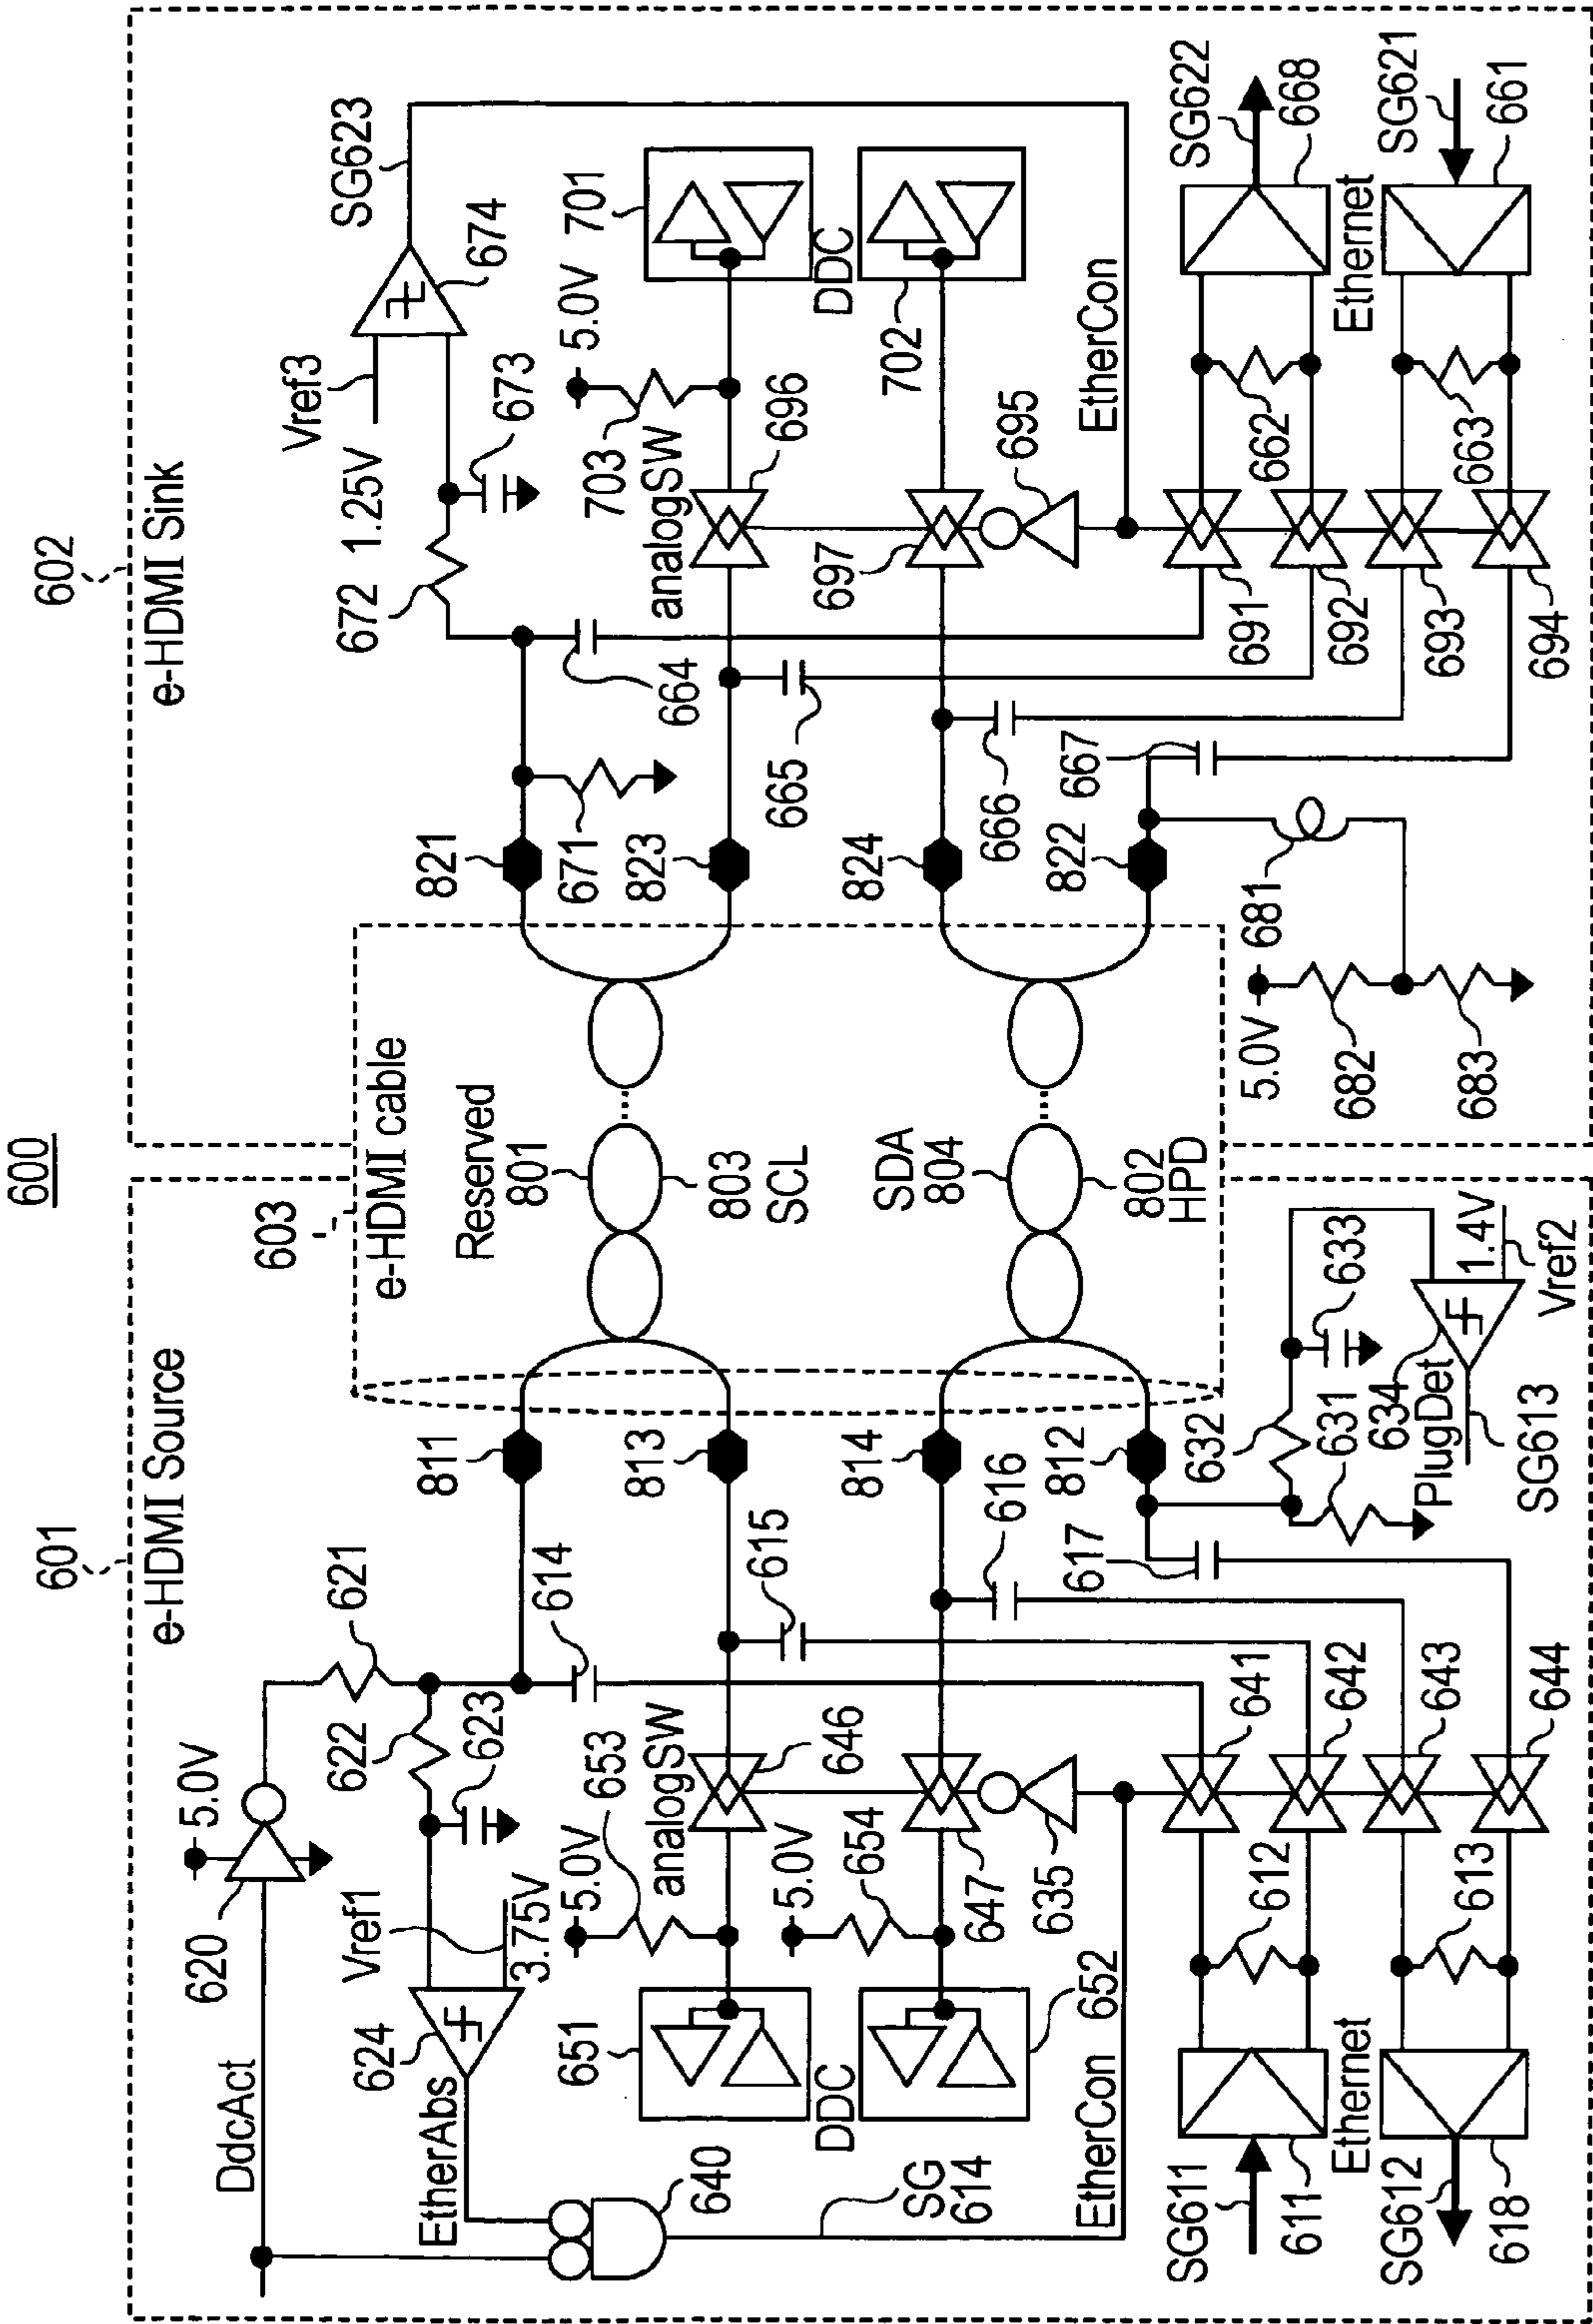 600
601
e-HDMI Source
603
e-HDMI cable
602
e-HDMI Sink
DdcAct
620
5.0V
621
622
623
614
Vref1
3.75V
624
EtherAbs
640
SG
614
EtherCon
651
DDC
652
5.0V
653
analogSW
646
5.0V
654
647
635
615
616
617
811
813
814
812
SG611
611
Ethernet
SG612
618
612
613
641
642
643
644
632
631
633
634
PlugDet
1.4V
Vref2
SG613
Reserved
801
803
SCL
SDA
804
802
HPD
821
823
824
822
671
672
1.25V
Vref3
673
674
SG623
664
665
666
667
681
5.0V
682
683
703
5.0V
analogSW
696
697
695
701
DDC
702
EtherCon
691
692
693
694
662
663
SG622
668
Ethernet
SG621
661